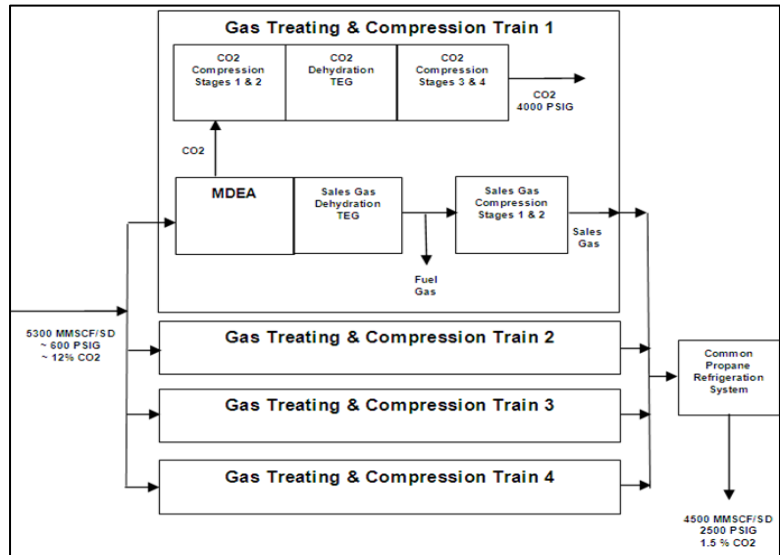 Gas Treating & Compression Train 1
CO2
Compression
Stages 1 & 2
CO2
Dehydration
TEG
CO2
Compression
Stages 3 & 4
CO2
4000 PSIG
CO2
MDEA
Sales Gas
Dehydration
TEG
Sales Gas
Compression
Stages 1 & 2
Sales
Gas
Fuel
Gas
5300 MMSCF/SD
~ 600 PSIG
~ 12% CO2
Gas Treating & Compression Train 2
Gas Treating & Compression Train 3
Gas Treating & Compression Train 4
Common
Propane
Refrigeration
System
4500 MMSCF/SD
2500 PSIG
1.5 % CO2